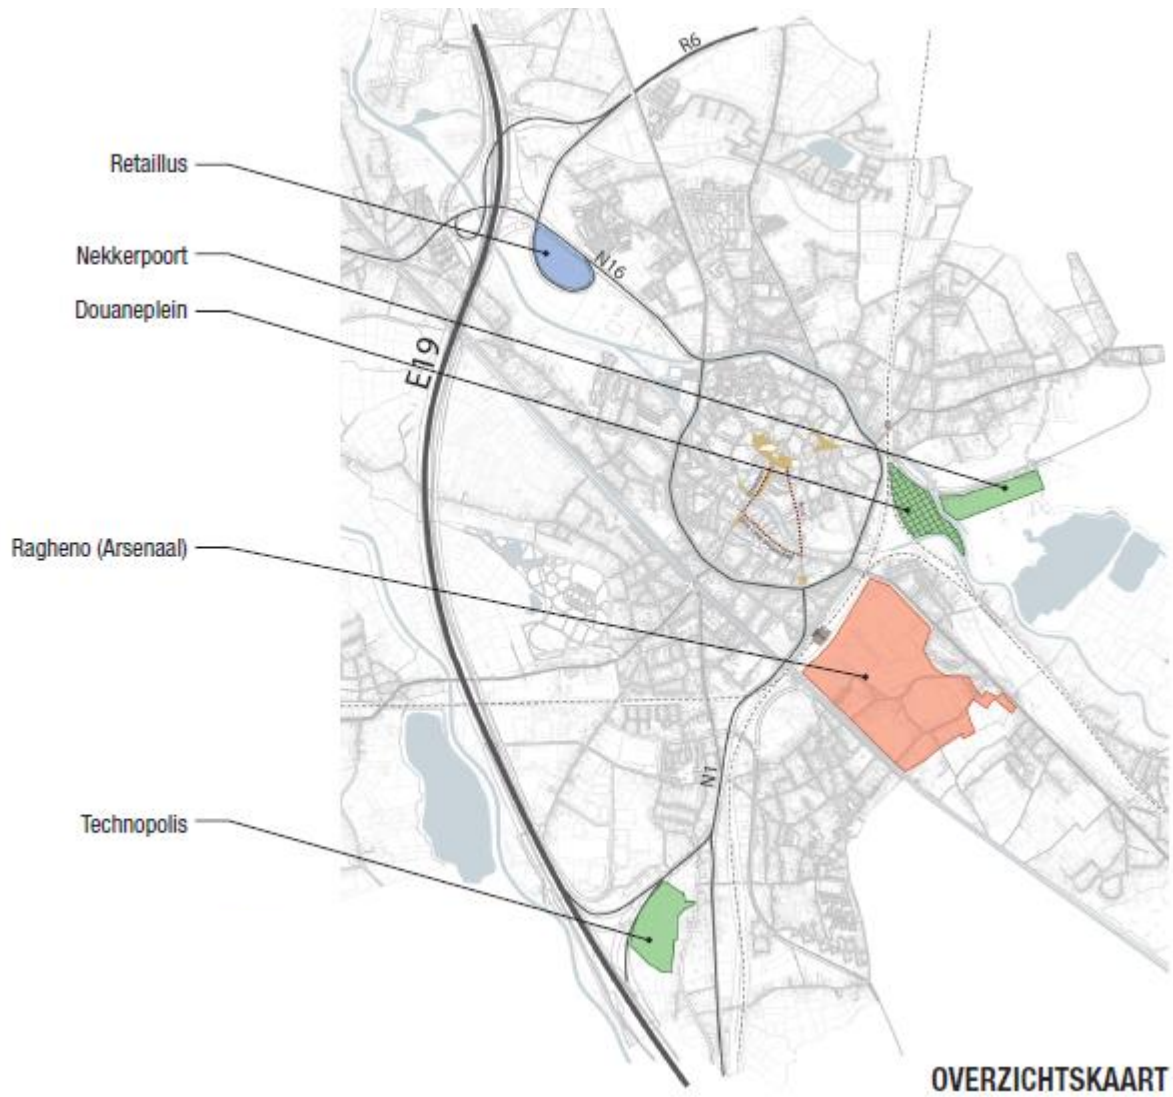 R6
Retaillus
Nekkerpoort
N16
Douaneplein
E19
Ragheno (Arsenaal)
N1
Technopolis
OVERZICHTSKAART